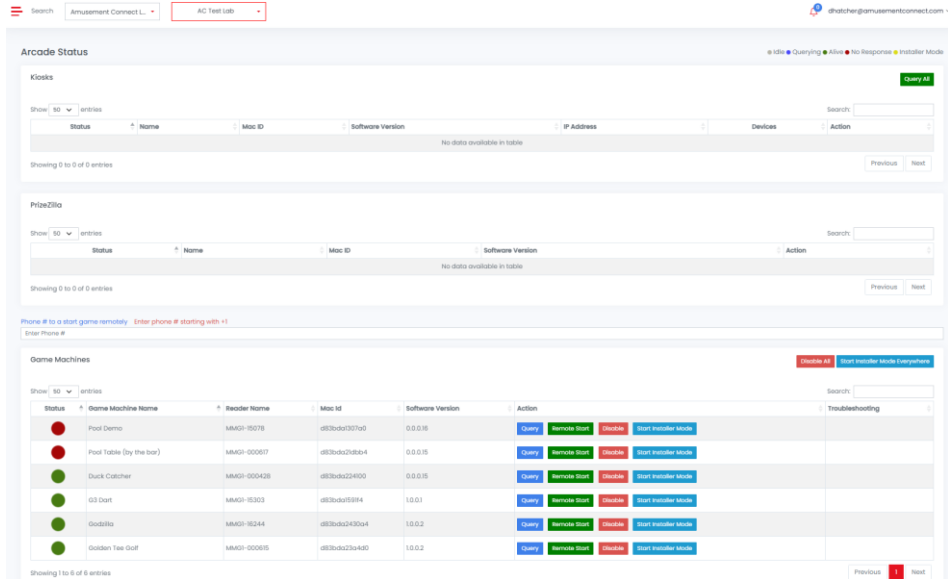 Search Amusement Connect L... AC Test Lab 0 dhatcher@amusementconnect.com
Arcade Status
Idle Querying Alive No Response Installer Mode
Kiosks
Query All
Show 50 entries Search:
Status Name Mac ID Software Version IP Address Devices Action
No data available in table
Showing 0 to 0 of 0 entries Previous Next
PrizeZilla
Show 50 entries Search:
Status Name Mac ID Software Version Action
No data available in table
Showing 0 to 0 of 0 entries Previous Next
Phone # to a start game remotely Enter phone # starting with +1
Enter Phone #
Game Machines Disable All Start Installer Mode Everywhere
Show 50 entries Search:
Status Game Machine Name Reader Name Mac Id Software Version Action Troubleshooting
Pool Demo MMG1-15078 d83bda1307a0 0.0.0.16 Query Remote Start Disable Start Installer Mode
Pool Table (by the bar) MMG1-000617 d83bda21dbb4 0.0.0.15 Query Remote Start Disable Start Installer Mode
Duck Catcher MMG1-000428 d83bda224100 0.0.0.15 Query Remote Start Disable Start Installer Mode
G3 Dart MMG1-15303 1.0.0.1 Query Remote Start Disable Start Installer Mode
Godzilla MMG1-16244 d83bda2430a4 1.0.0.2 Query Remote Start Disable Start Installer Mode
Golden Tee Golf MMG1-000615 d83bda23a4d0 1.0.0.2 Query Remote Start Disable Start Installer Mode
Showing 1 to 6 of 6 entries Previous 1 Next